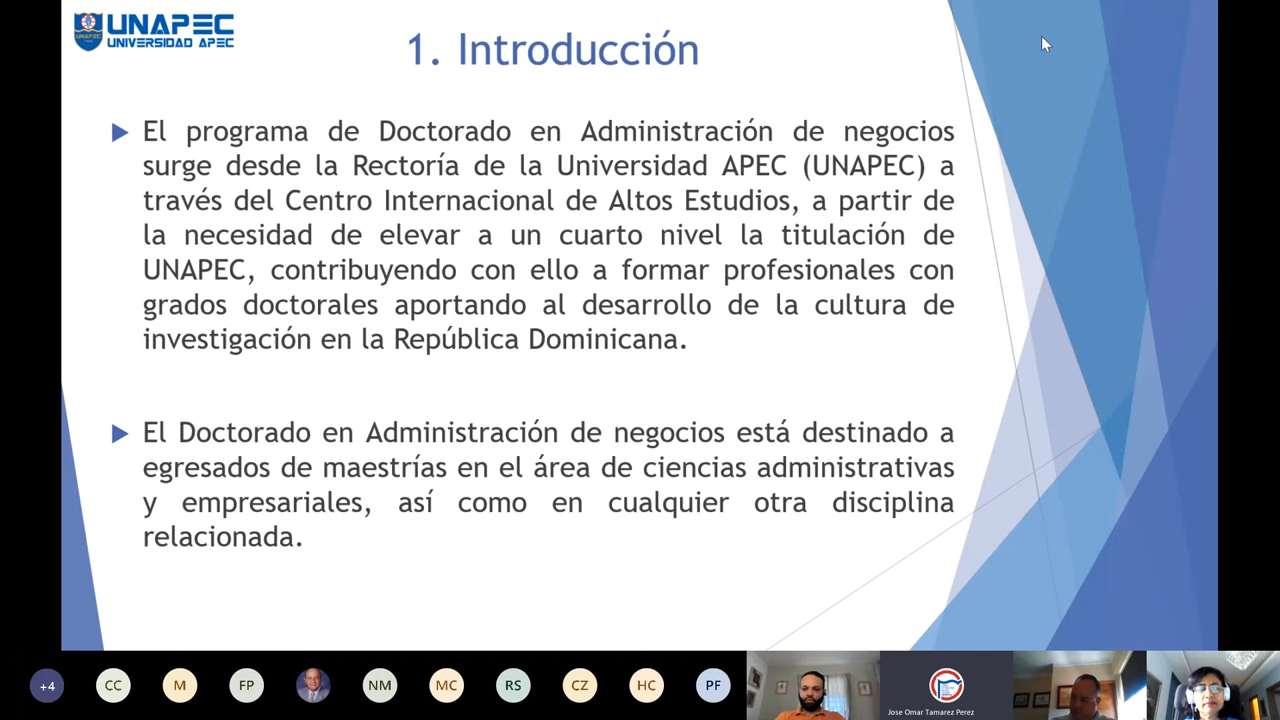 UNAPEC
UNIVERSIDAD APEC
1. Introducción
El programa de Doctorado en Administración de negocios
surge desde la Rectoría de la Universidad APEC (UNAPEC) a
través del Centro Internacional de Altos Estudios, a partir de
la necesidad de elevar a un cuarto nivel la titulación de
UNAPEC, contribuyendo con ello a formar profesionales con
grados doctorales aportando al desarrollo de la cultura de
investigación en la República Dominicana.
El Doctorado en Administración de negocios está destinado a
egresados de maestrías en el área de ciencias administrativas
y empresariales, así como en cualquier otra disciplina
relacionada.
+4 CC M FP NM MC RS CZ HC PF
Jose Omar Tamarez Perez